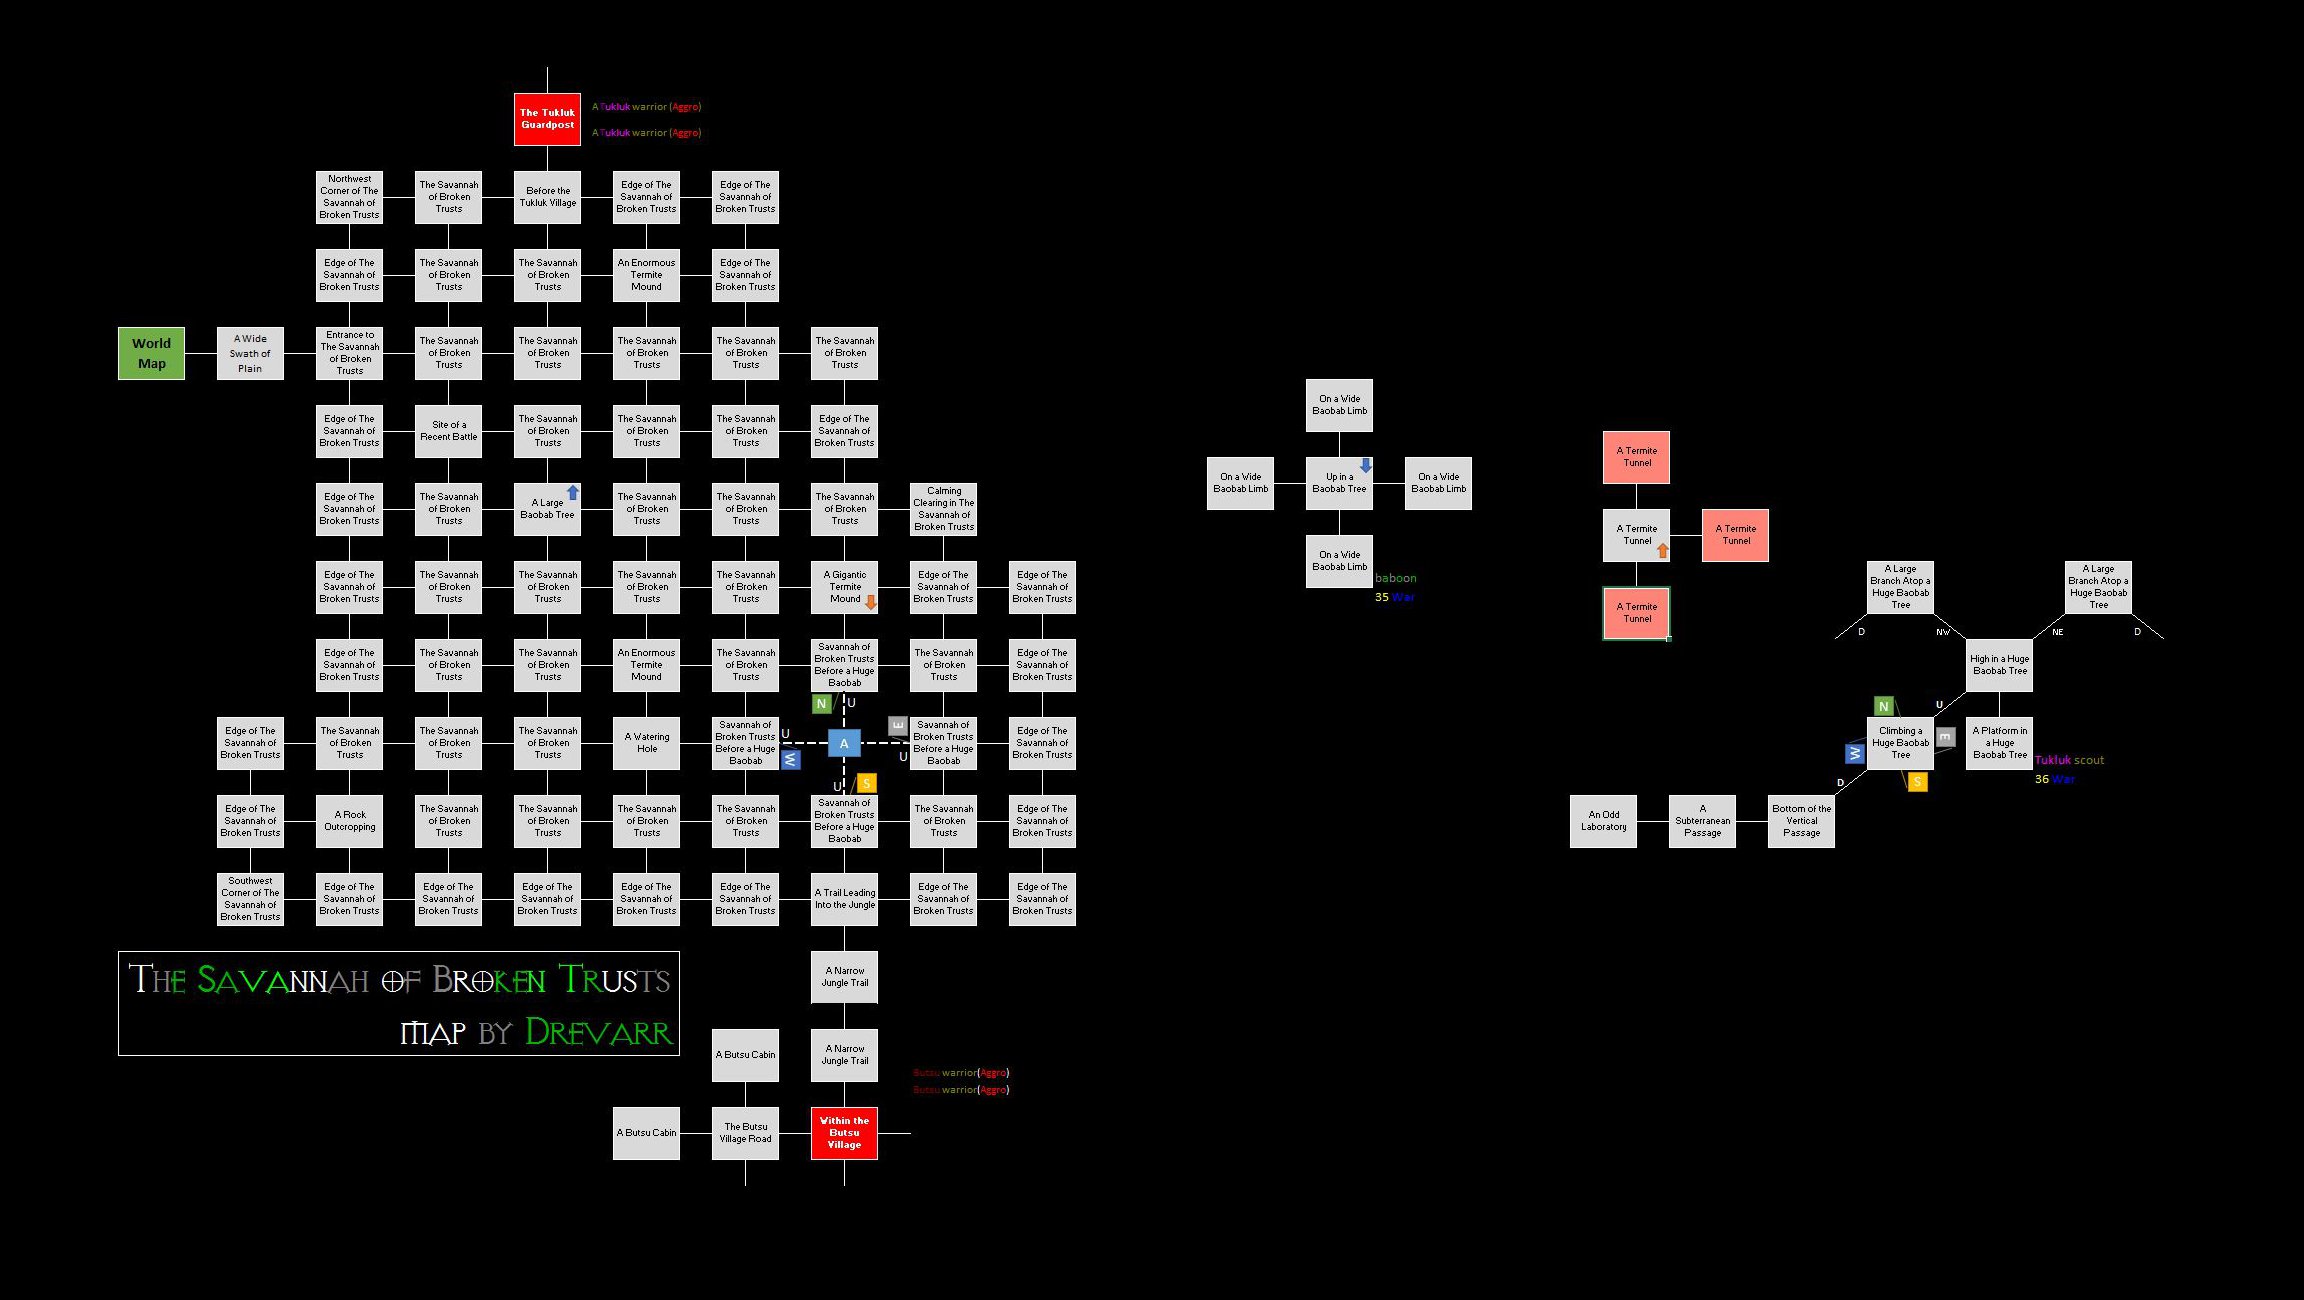 The Tukluk
Guardpost
A Tukluk warrior (Aggro)
A Tukluk warrior (Aggro)
Northwest
Corner of The
Savannah of
Broken Trusts
The Savannah
of Broken
Trusts
Before the
Tukluk Village
Edge of The
Savannah of
Broken Trusts
Edge of The
Savannah of
Broken Trusts
Edge of The
Savannah of
Broken Trusts
The Savannah
of Broken
Trusts
The Savannah
of Broken
Trusts
An Enormous
Termite
Mound
Edge of The
Savannah of
Broken Trusts
World
Map
A Wide
Swath of
Plain
Entrance to
The Savannah
of Broken
Trusts
The Savannah
of Broken
Trusts
The Savannah
of Broken
Trusts
The Savannah
of Broken
Trusts
The Savannah
of Broken
Trusts
The Savannah
of Broken
Trusts
Edge of The
Savannah of
Broken Trusts
Site of a
Recent Battle
The Savannah
of Broken
Trusts
The Savannah
of Broken
Trusts
The Savannah
of Broken
Trusts
Edge of The
Savannah of
Broken Trusts
Edge of The
Savannah of
Broken Trusts
The Savannah
of Broken
Trusts
A Large
Baobab Tree
The Savannah
of Broken
Trusts
The Savannah
of Broken
Trusts
The Savannah
of Broken
Trusts
Calming
Clearing in The
Savannah of
Broken Trusts
Edge of The
Savannah of
Broken Trusts
The Savannah
of Broken
Trusts
The Savannah
of Broken
Trusts
The Savannah
of Broken
Trusts
The Savannah
of Broken
Trusts
A Gigantic
Termite
Mound
Edge of The
Savannah of
Broken Trusts
Edge of The
Savannah of
Broken Trusts
Edge of The
Savannah of
Broken Trusts
The Savannah
of Broken
Trusts
The Savannah
of Broken
Trusts
An Enormous
Termite
Mound
The Savannah
of Broken
Trusts
Savannah of
Broken Trusts
Before a Huge
Baobab
The Savannah
of Broken
Trusts
Edge of The
Savannah of
Broken Trusts
N
U
Edge of The
Savannah of
Broken Trusts
The Savannah
of Broken
Trusts
The Savannah
of Broken
Trusts
The Savannah
of Broken
Trusts
A Watering
Hole
Savannah of
Broken Trusts
Before a Huge
Baobab
U
W
A
E
U
Savannah of
Broken Trusts
Before a Huge
Baobab
Edge of The
Savannah of
Broken Trusts
U
S
Edge of The
Savannah of
Broken Trusts
A Rock
Outcropping
The Savannah
of Broken
Trusts
The Savannah
of Broken
Trusts
The Savannah
of Broken
Trusts
The Savannah
of Broken
Trusts
Savannah of
Broken Trusts
Before a Huge
Baobab
The Savannah
of Broken
Trusts
Edge of The
Savannah of
Broken Trusts
Southwest
Corner of The
Savannah of
Broken Trusts
Edge of The
Savannah of
Broken Trusts
Edge of The
Savannah of
Broken Trusts
Edge of The
Savannah of
Broken Trusts
Edge of The
Savannah of
Broken Trusts
Edge of The
Savannah of
Broken Trusts
A Trail Leading
Into the Jungle
Edge of The
Savannah of
Broken Trusts
Edge of The
Savannah of
Broken Trusts
The Savannah of Broken Trusts
map by Drevarr
A Narrow
Jungle Trail
A Butsu Cabin
A Narrow
Jungle Trail
Butsu warrior(Aggro)
Butsu warrior(Aggro)
A Butsu Cabin
The Butsu
Village Road
Within the
Butsu
Village
On a Wide
Baobab Limb
On a Wide
Baobab Limb
Up in a
Baobab Tree
On a Wide
Baobab Limb
On a Wide
Baobab Limb
baboon
35 War
A Termite
Tunnel
A Termite
Tunnel
A Termite
Tunnel
A Termite
Tunnel
A Large
Branch Atop a
Huge Baobab
Tree
A Large
Branch Atop a
Huge Baobab
Tree
D
NW
NE
D
High in a Huge
Baobab Tree
N
U
W
Climbing a
Huge Baobab
Tree
E
A Platform in
a Huge
Baobab Tree
Tukluk scout
36 War
D
S
An Odd
Laboratory
A
Subterranean
Passage
Bottom of the
Vertical
Passage